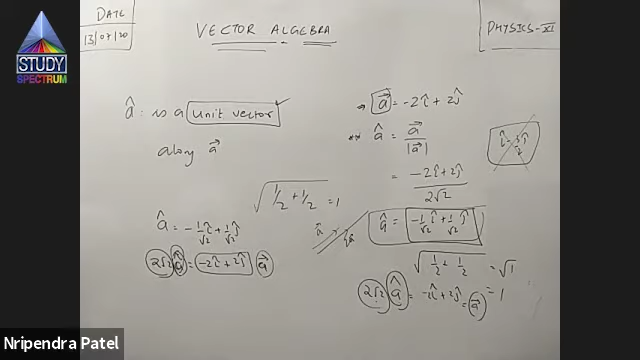 DATE
13/07/20
VECTOR ALGEBRA
PHYSICS-XI
STUDY
SPECTRUM
â : is a unit vector
along a⃗
⇒ a⃗ = -2î + 2ĵ
â = a⃗ / |a⃗|
= (-2î + 2ĵ) / 2√2
â = -1/√2 î + 1/√2 ĵ
√(1/2 + 1/2) = √1
= 1
2√2 â = -2î + 2ĵ = a⃗
√(1/2 + 1/2) = 1
â = -1/√2 î + 1/√2 ĵ
2√2 â = -2î + 2ĵ a⃗
Nripendra Patel